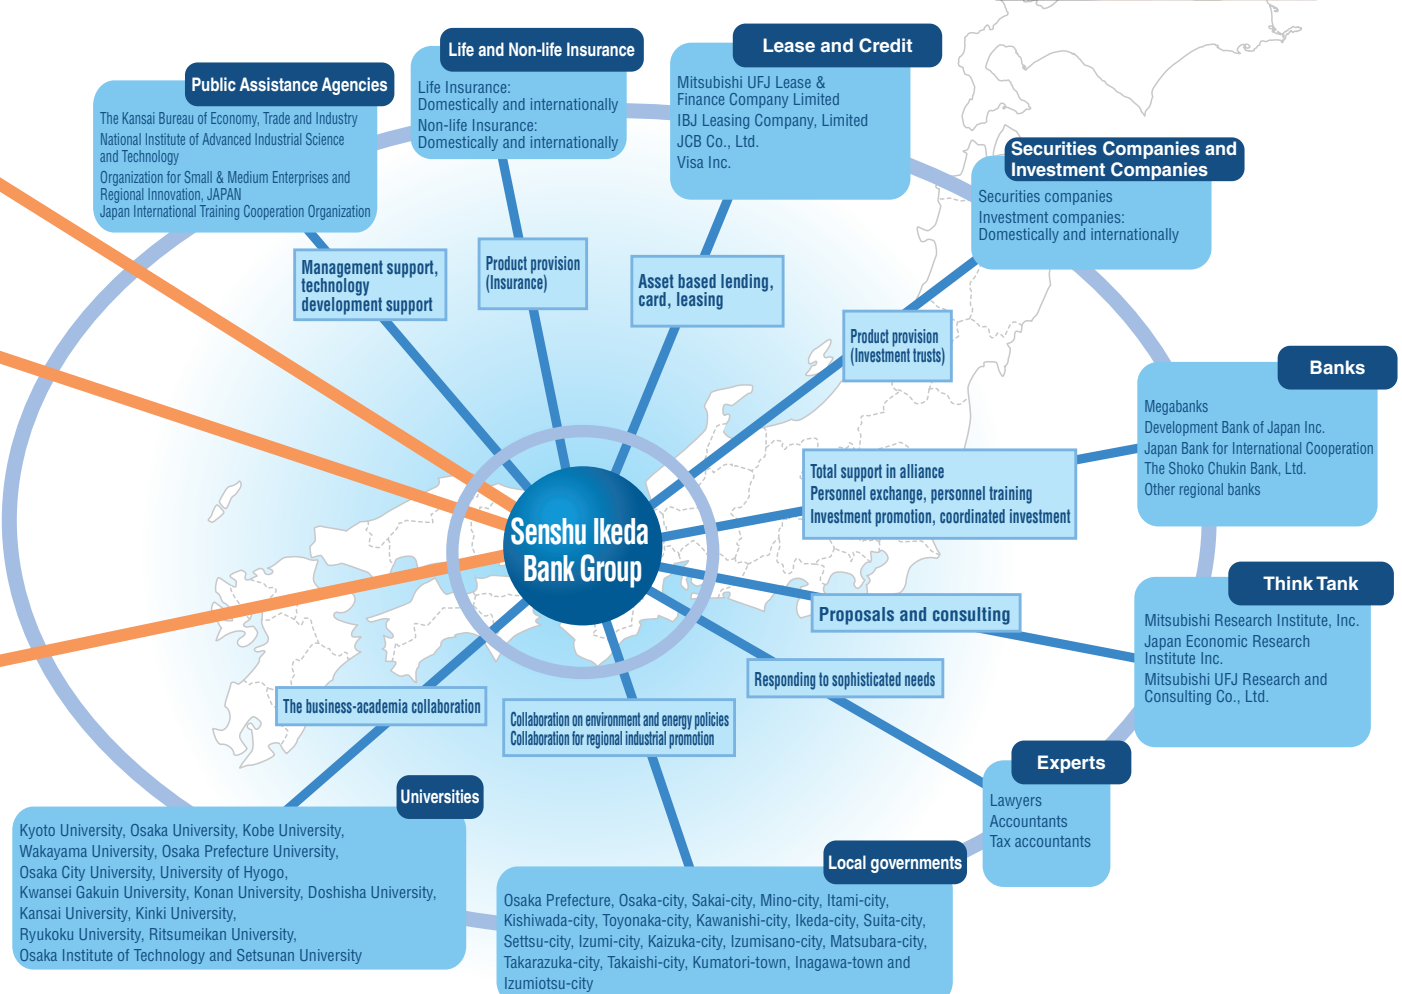 Public Assistance Agencies
The Kansai Bureau of Economy, Trade and Industry
National Institute of Advanced Industrial Science
and Technology
Organization for Small & Medium Enterprises and
Regional Innovation, JAPAN
Japan International Training Cooperation Organization
Life and Non-life Insurance
Life Insurance:
Domestically and internationally
Non-life Insurance:
Domestically and internationally
Lease and Credit
Mitsubishi UFJ Lease &
Finance Company Limited
IBJ Leasing Company, Limited
JCB Co., Ltd.
Visa Inc.
Securities Companies and
Investment Companies
Securities companies
Investment companies:
Domestically and internationally
Management support,
technology
development support
Product provision
(Insurance)
Asset based lending,
card, leasing
Product provision
(Investment trusts)
Banks
Megabanks
Development Bank of Japan Inc.
Japan Bank for International Cooperation
The Shoko Chukin Bank, Ltd.
Other regional banks
Total support in alliance
Personnel exchange, personnel training
Investment promotion, coordinated investment
Senshu Ikeda
Bank Group
Think Tank
Mitsubishi Research Institute, Inc.
Japan Economic Research
Institute Inc.
Mitsubishi UFJ Research and
Consulting Co., Ltd.
Proposals and consulting
Responding to sophisticated needs
The business-academia collaboration
Collaboration on environment and energy policies
Collaboration for regional industrial promotion
Experts
Lawyers
Accountants
Tax accountants
Universities
Kyoto University, Osaka University, Kobe University,
Wakayama University, Osaka Prefecture University,
Osaka City University, University of Hyogo,
Kwansei Gakuin University, Konan University, Doshisha University,
Kansai University, Kinki University,
Ryukoku University, Ritsumeikan University,
Osaka Institute of Technology and Setsunan University
Local governments
Osaka Prefecture, Osaka-city, Sakai-city, Mino-city, Itami-city,
Kishiwada-city, Toyonaka-city, Kawanishi-city, Ikeda-city, Suita-city,
Settsu-city, Izumi-city, Kaizuka-city, Izumisano-city, Matsubara-city,
Takarazuka-city, Takaishi-city, Kumatori-town, Inagawa-town and
Izumiotsu-city